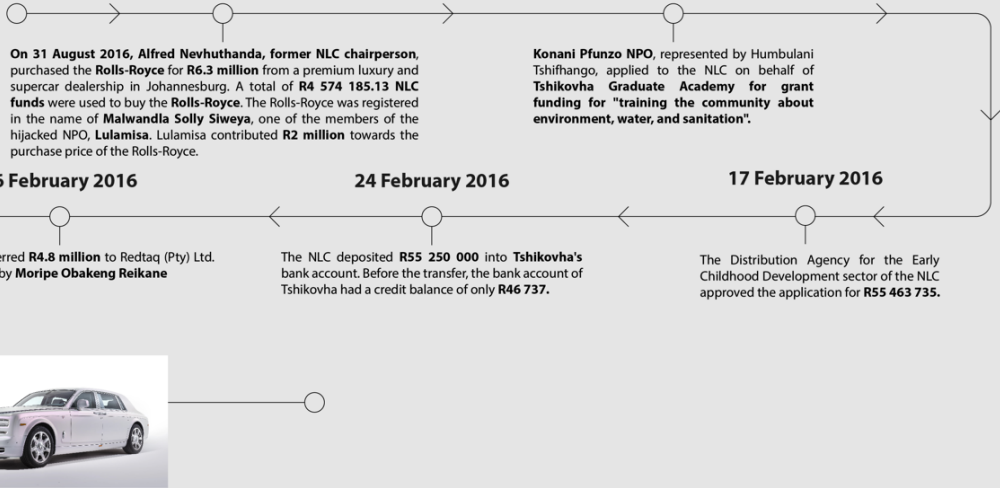 On 31 August 2016, Alfred Nevhuthanda, former NLC chairperson,
purchased the Rolls-Royce for R6.3 million from a premium luxury and
supercar dealership in Johannesburg. A total of R4 574 185.13 NLC
funds were used to buy the Rolls-Royce. The Rolls-Royce was registered
in the name of Malwandla Solly Siweya, one of the members of the
hijacked NPO, Lulamisa. Lulamisa contributed R2 million towards the
purchase price of the Rolls-Royce.
Konani Pfunzo NPO, represented by Humbulani
Tshifhango, applied to the NLC on behalf of
Tshikovha Graduate Academy for grant
funding for "training the community about
environment, water, and sanitation".
17 February 2016
The Distribution Agency for the Early
Childhood Development sector of the NLC
approved the application for R55 463 735.
24 February 2016
The NLC deposited R55 250 000 into Tshikovha's
bank account. Before the transfer, the bank account of
Tshikovha had a credit balance of only R46 737.
February 2016
R4.8 million to Redtaq (Pty) Ltd.
by Moripe Obakeng Reikane